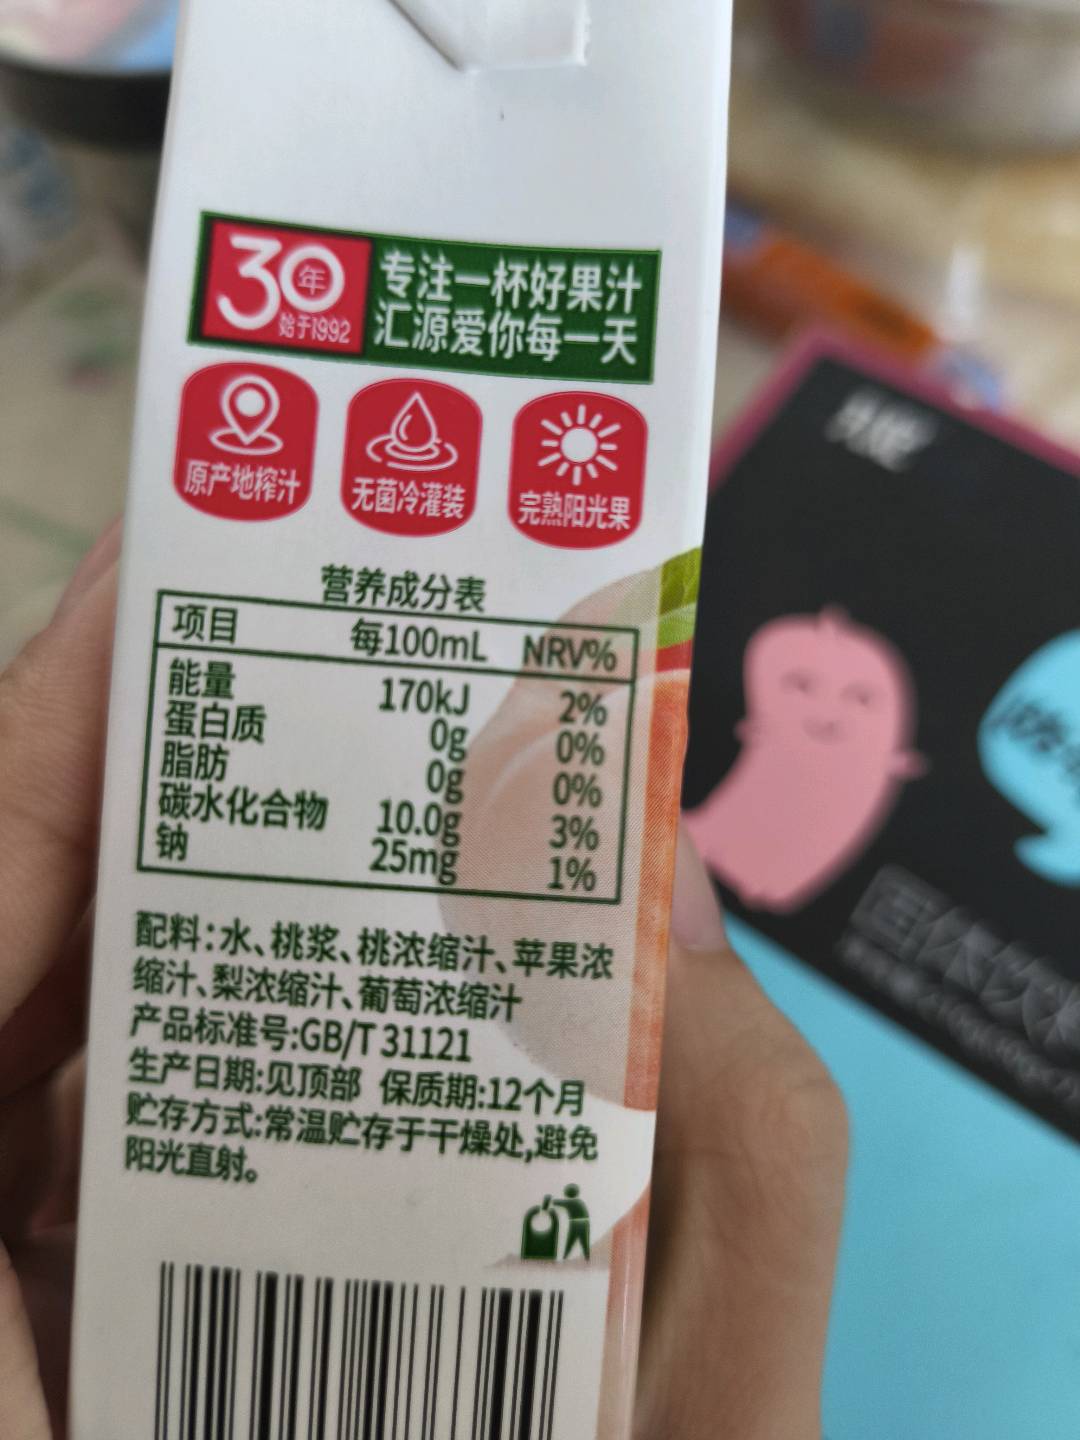 30年
始于1992
专注一杯好果汁
汇源爱你每一天
原产地榨汁
无菌冷灌装
完熟阳光果
营养成分表
项目 每100mL NRV%
能量 170kJ 2%
蛋白质 0g 0%
脂肪 0g 0%
碳水化合物 10.0g 3%
钠 25mg 1%
配料:水、桃浆、桃浓缩汁、苹果浓
缩汁、梨浓缩汁、葡萄浓缩汁
产品标准号:GB/T 31121
生产日期:见顶部 保质期:12个月
贮存方式:常温贮存于干燥处,避免
阳光直射。
固体饮料